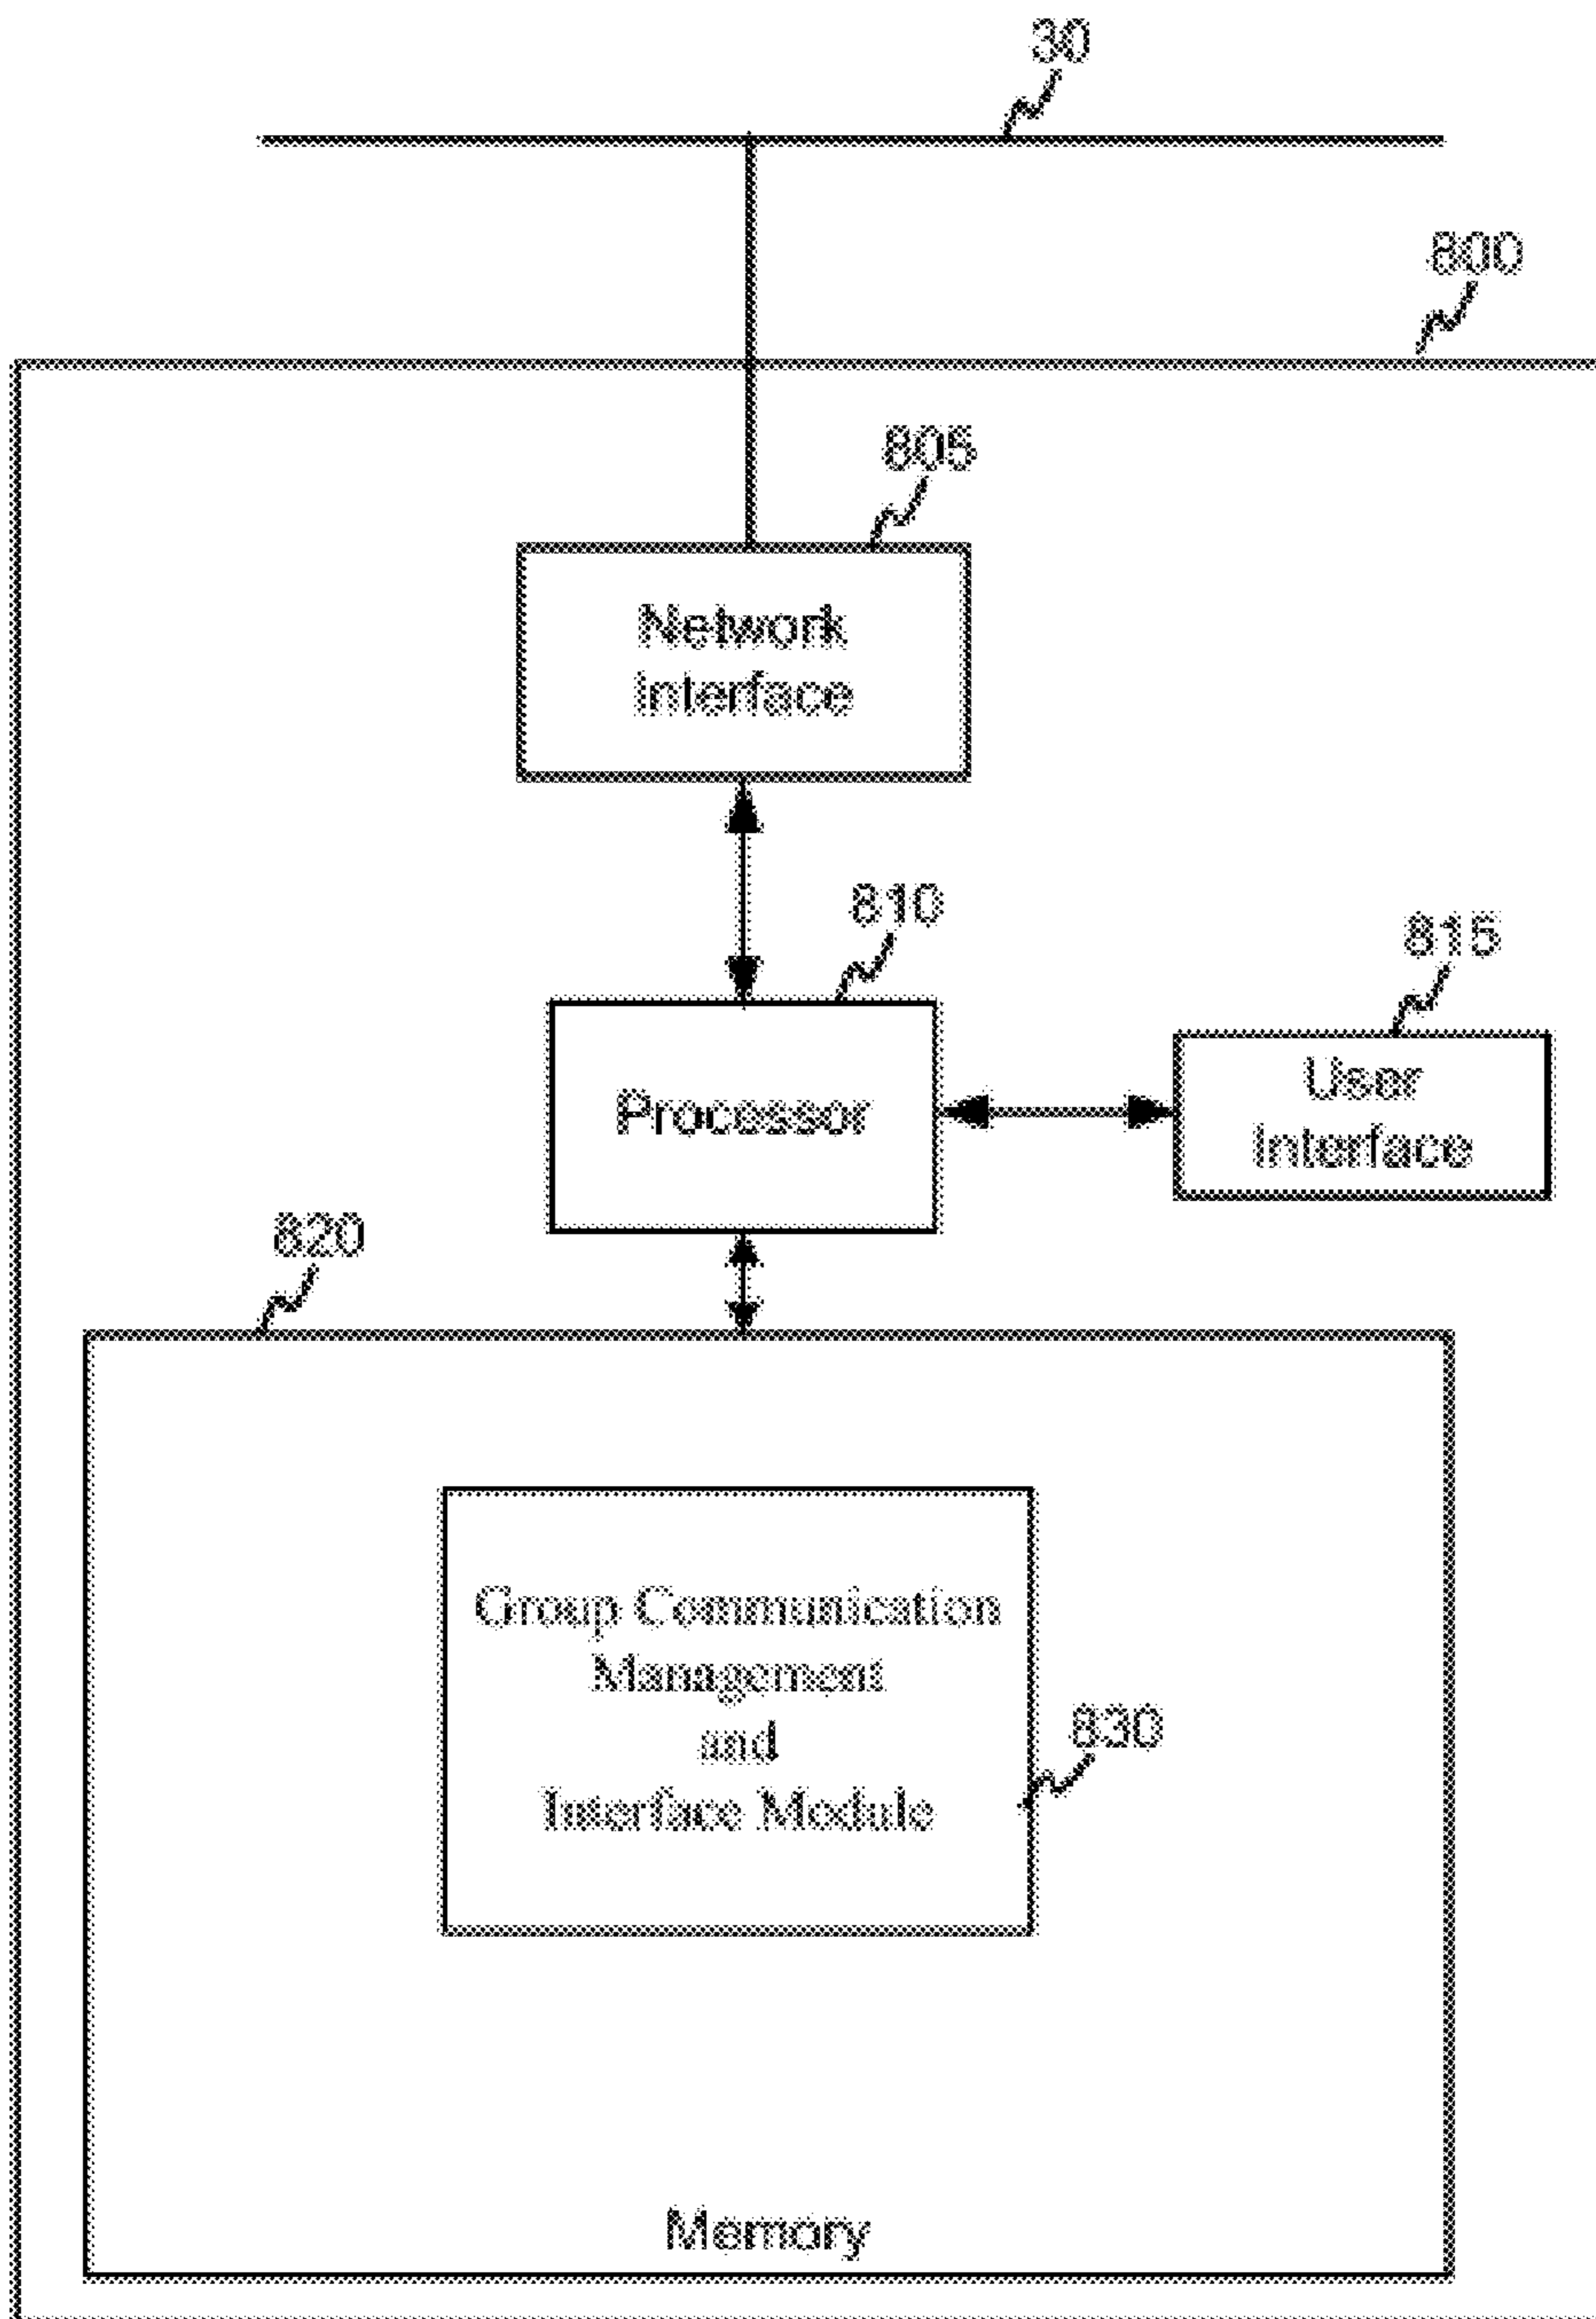 30
800
805
Network
Interface
810
815
Processor
User
Interface
820
Group Communication
Management
and
Interface Module
830
Memory